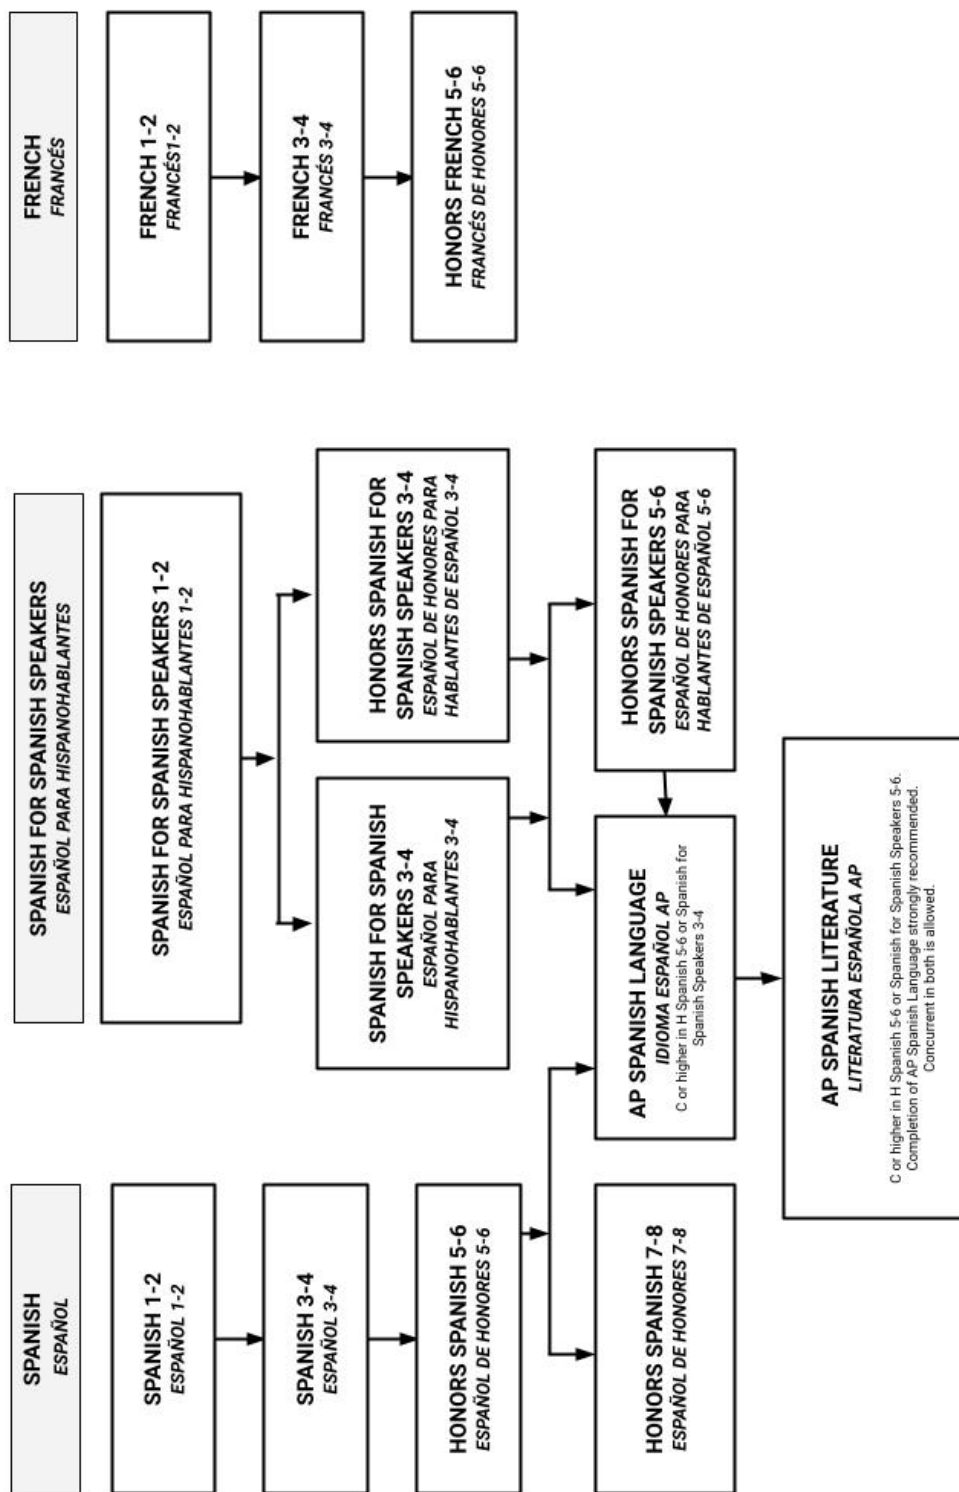 SPANISH
ESPAÑOL
SPANISH 1-2
ESPAÑOL 1-2
SPANISH 3-4
ESPAÑOL 3-4
HONORS SPANISH 5-6
ESPAÑOL DE HONORES 5-6
HONORS SPANISH 7-8
ESPAÑOL DE HONORES 7-8
SPANISH FOR SPANISH SPEAKERS
ESPAÑOL PARA HISPANOHABLANTES
SPANISH FOR SPANISH SPEAKERS 1-2
ESPAÑOL PARA HISPANOHABLANTES 1-2
SPANISH FOR SPANISH
SPEAKERS 3-4
ESPAÑOL PARA
HISPANOHABLANTES 3-4
HONORS SPANISH FOR
SPANISH SPEAKERS 3-4
ESPAÑOL DE HONORES PARA
HABLANTES DE ESPAÑOL 3-4
AP SPANISH LANGUAGE
IDIOMA ESPAÑOL AP
C or higher in H Spanish 5-6 or Spanish for
Spanish Speakers 3-4
HONORS SPANISH FOR
SPANISH SPEAKERS 5-6
ESPAÑOL DE HONORES PARA
HABLANTES DE ESPAÑOL 5-6
AP SPANISH LITERATURE
LITERATURA ESPAÑOLA AP
C or higher in H Spanish 5-6 or Spanish for Spanish Speakers 5-6.
Completion of AP Spanish Language strongly recommended.
Concurrent in both is allowed.
FRENCH
FRANCÉS
FRENCH 1-2
FRANCÉS1-2
FRENCH 3-4
FRANCÉS 3-4
HONORS FRENCH 5-6
FRANCÉS DE HONORES 5-6